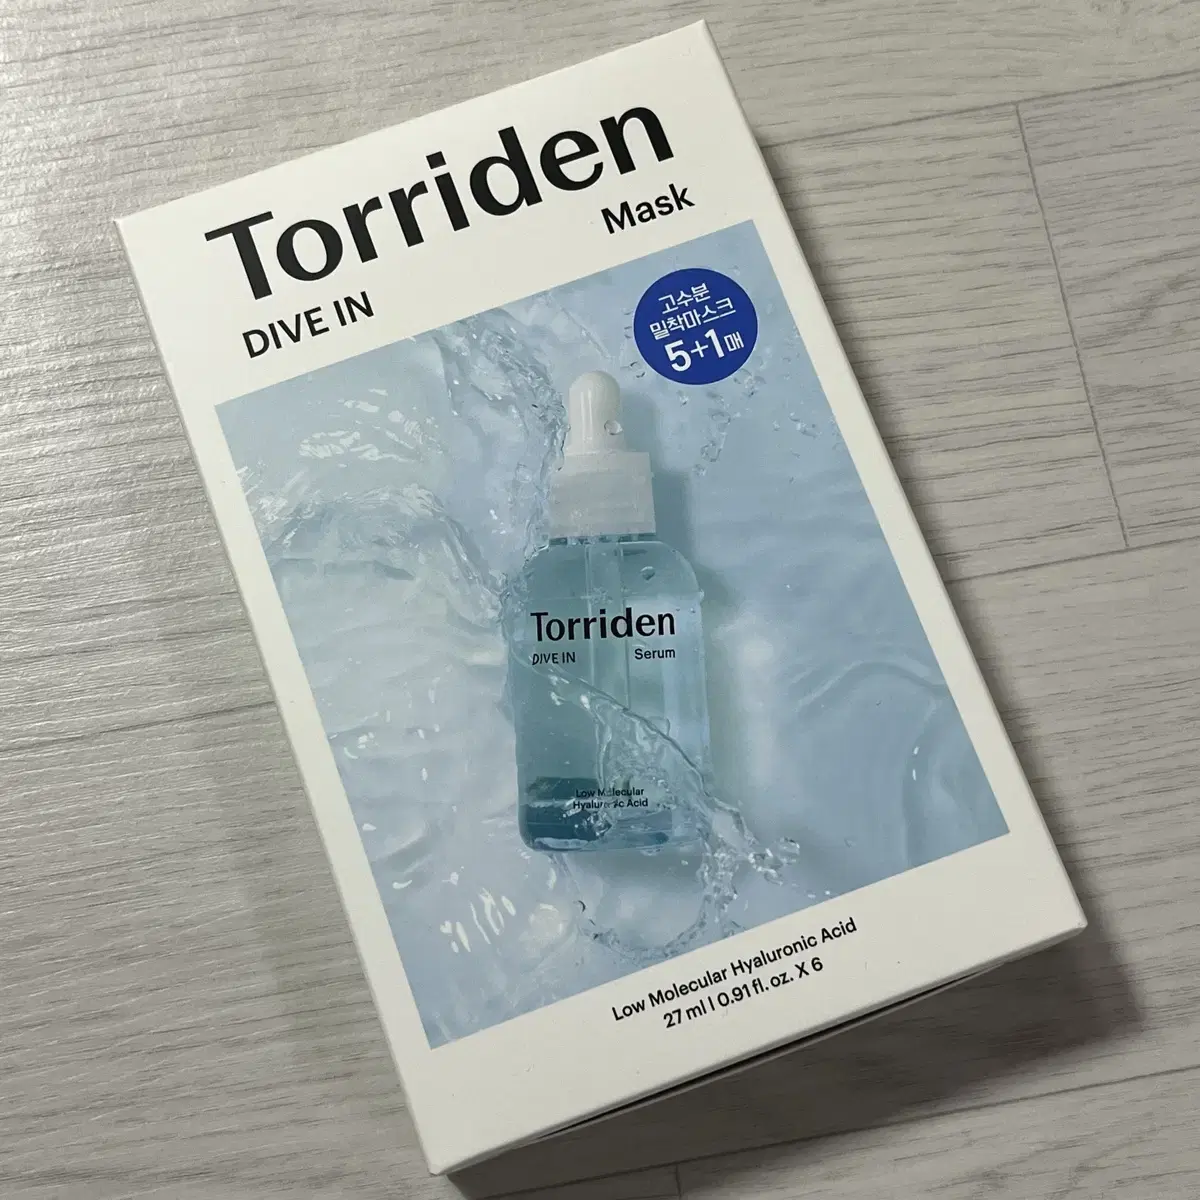 Torriden
DIVE IN
Mask
고수분
밀착마스크
5+1매
Torriden
DIVE IN
Serum
Low Molecular
Hyaluronic Acid
Low Molecular Hyaluronic Acid
27 ml l 0.91 fl. oz. X 6